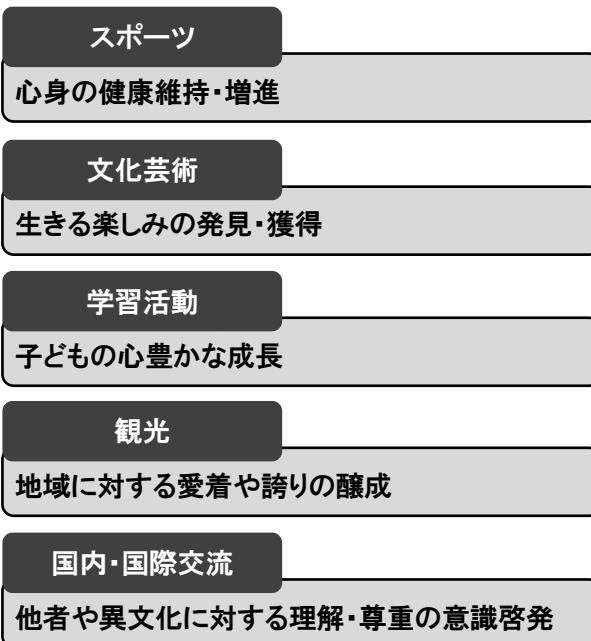 スポーツ
心身の健康維持・増進
文化芸術
生きる楽しみの発見・獲得
学習活動
子どもの心豊かな成長
観光
地域に対する愛着や誇りの醸成
国内・国際交流
他者や異文化に対する理解・尊重の意識啓発